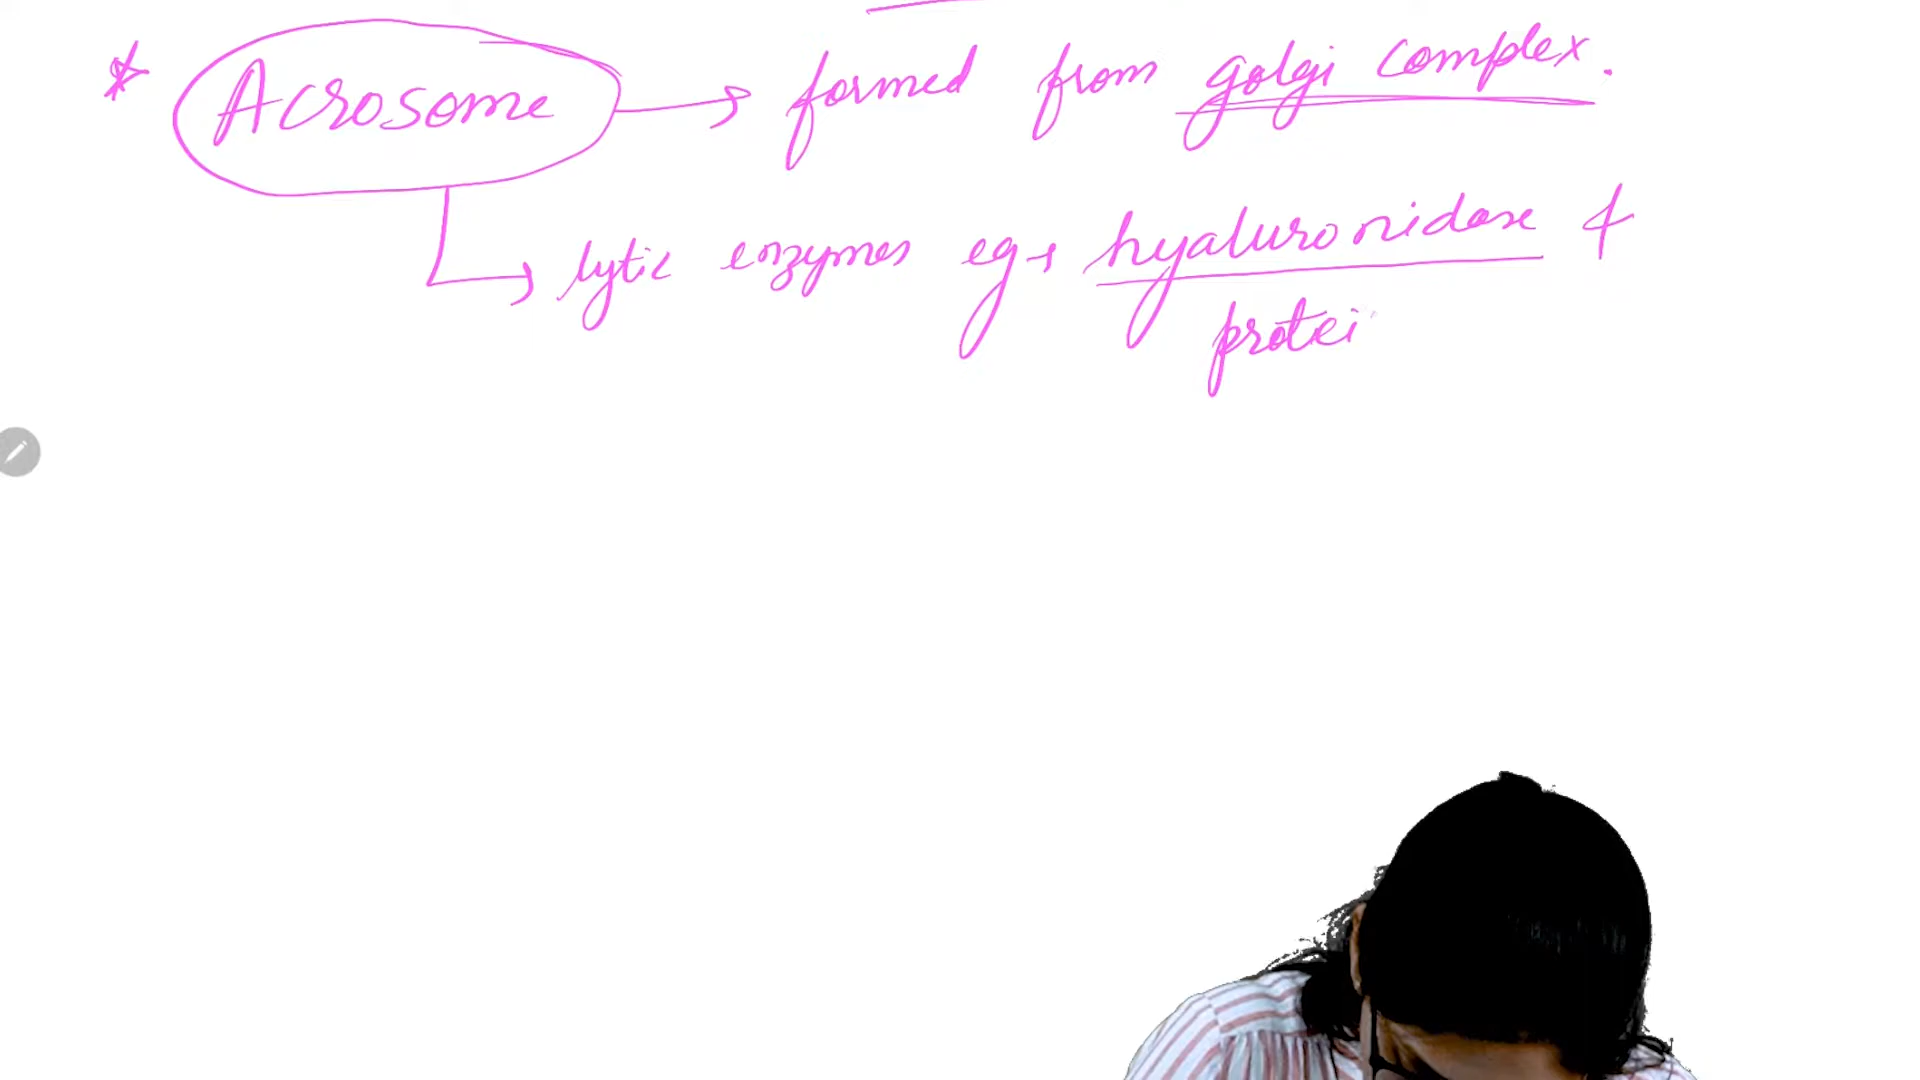 * Acrosome → formed from golgi complex.
→ lytic enzymes eg → hyaluronidase &
protei